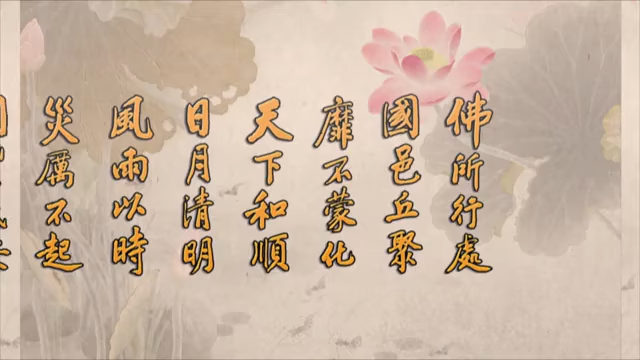 佛所行處
國邑丘聚
靡不蒙化
天下和順
日月清明
風雨以時
災厲不起